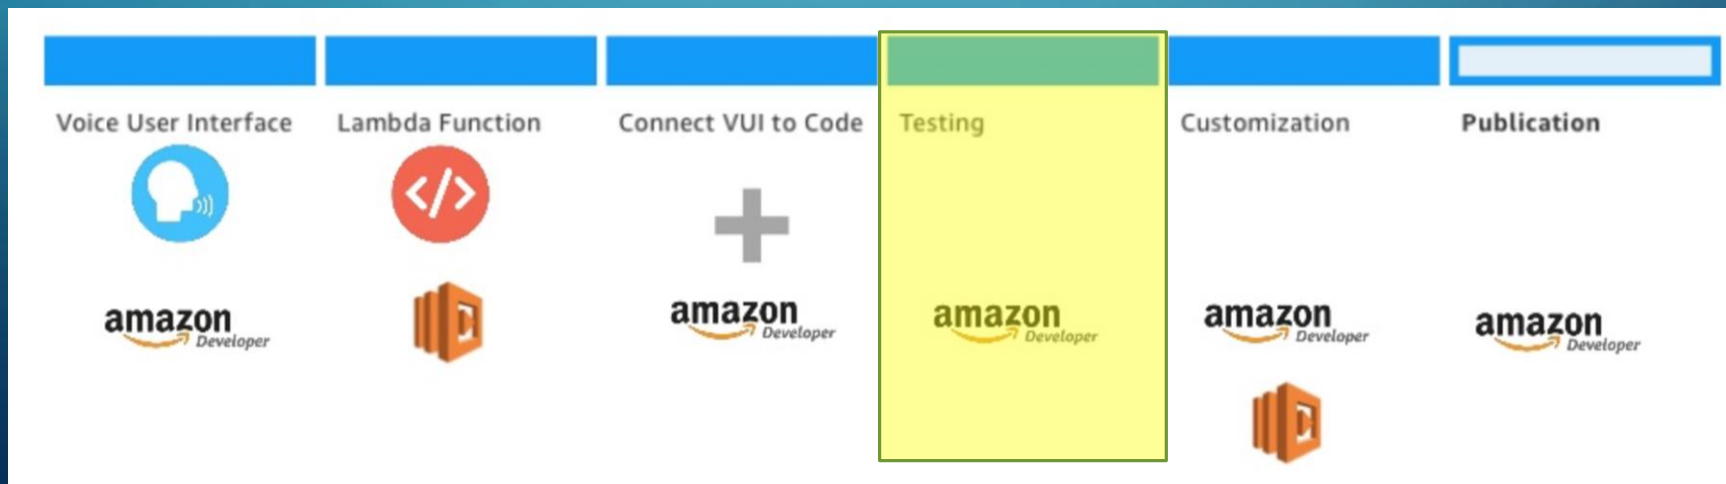 Voice User Interface
Lambda Function
Connect VUI to Code
Testing
Customization
Publication
</>
amazon
Developer
amazon
Developer
amazon
Developer
amazon
Developer
amazon
Developer